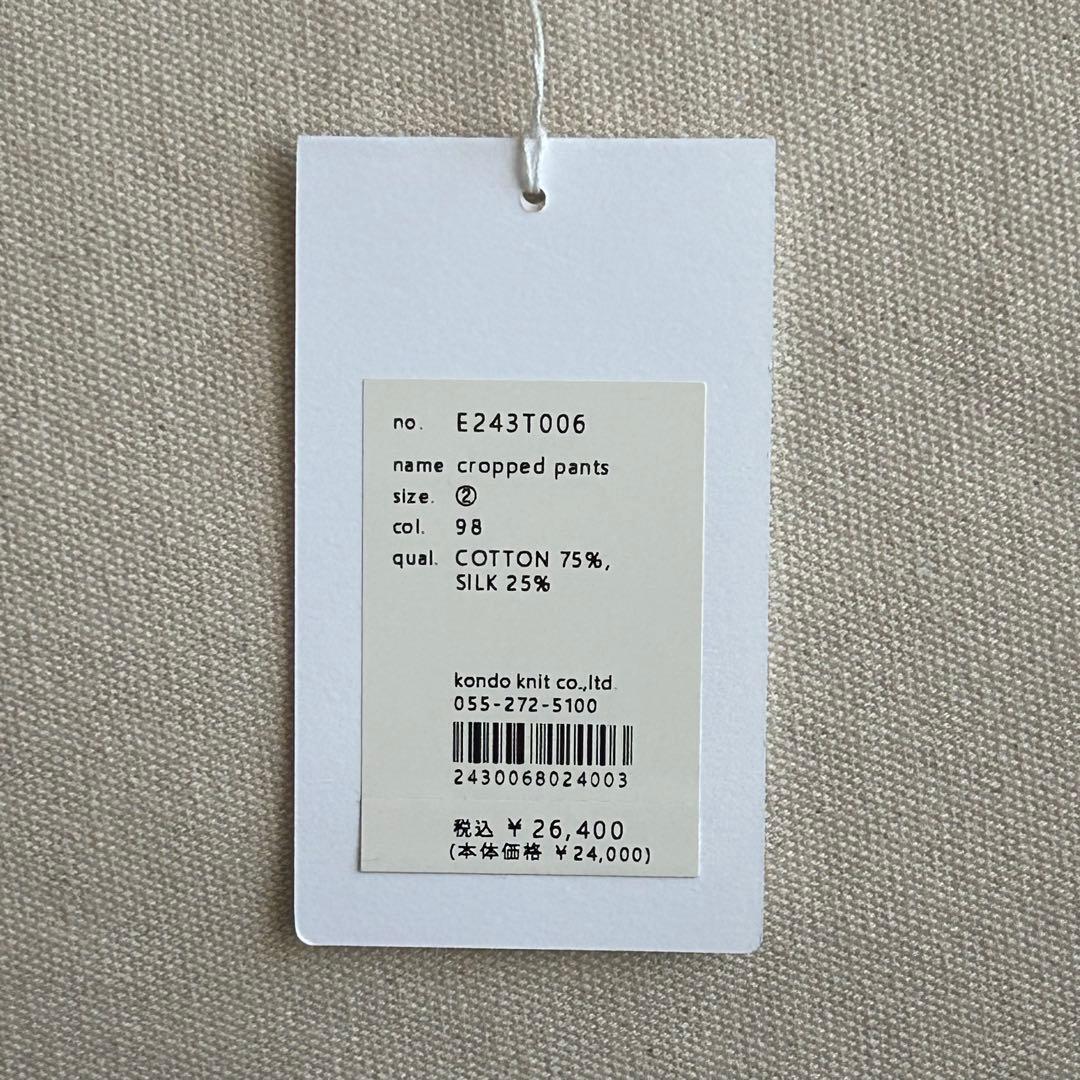 no. E243T006
name cropped pants
size. ②
col. 98
qual. COTTON 75%,
SILK 25%
kondo knit co.,ltd.
055-272-5100
2430068024003
税込 ¥ 26,400
(本体価格 ¥24,000)